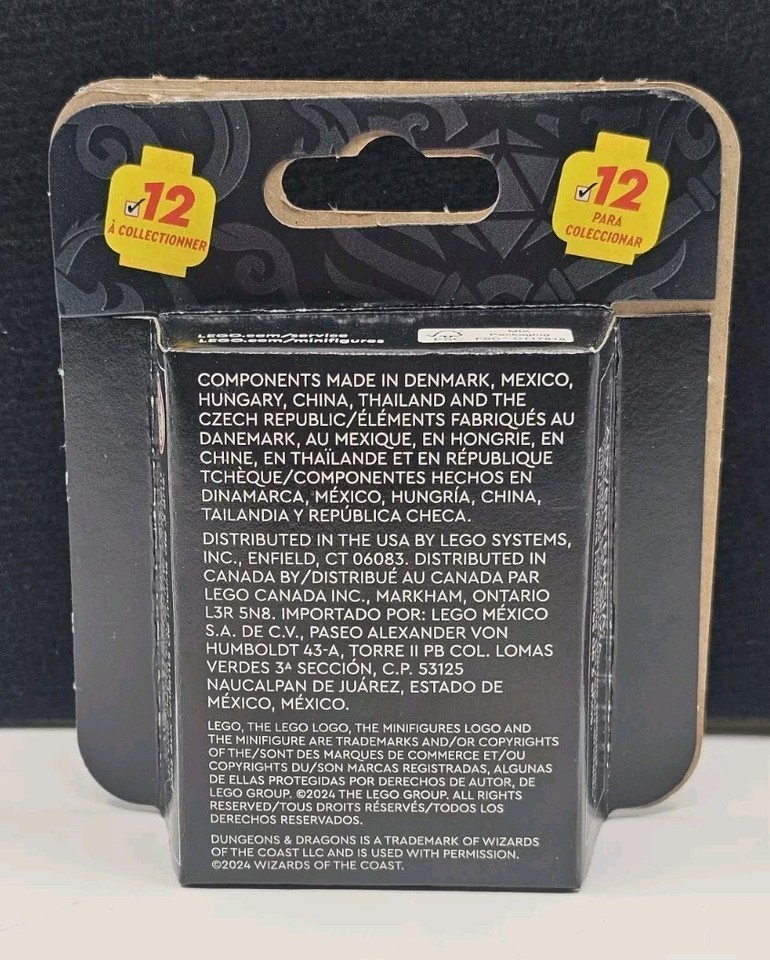 12
À COLLECTIONNER
12
PARA
COLECCIONAR
LEGO.com/service
LEGO.com/minifigures
Packaging
COMPONENTS MADE IN DENMARK, MEXICO,
HUNGARY, CHINA, THAILAND AND THE
CZECH REPUBLIC/ÉLÉMENTS FABRIQUÉS AU
DANEMARK, AU MEXIQUE, EN HONGRIE, EN
CHINE, EN THAÏLANDE ET EN RÉPUBLIQUE
TCHÈQUE/COMPONENTES HECHOS EN
DINAMARCA, MÉXICO, HUNGRÍA, CHINA,
TAILANDIA Y REPÚBLICA CHECA.
DISTRIBUTED IN THE USA BY LEGO SYSTEMS,
INC., ENFIELD, CT 06083. DISTRIBUTED IN
CANADA BY/DISTRIBUÉ AU CANADA PAR
LEGO CANADA INC., MARKHAM, ONTARIO
L3R 5N8. IMPORTADO POR: LEGO MÉXICO
S.A. DE C.V., PASEO ALEXANDER VON
HUMBOLDT 43-A, TORRE II PB COL. LOMAS
VERDES 3ᴬ SECCIÓN, C.P. 53125
NAUCALPAN DE JUÁREZ, ESTADO DE
MÉXICO, MÉXICO.
LEGO, THE LEGO LOGO, THE MINIFIGURES LOGO AND
THE MINIFIGURE ARE TRADEMARKS AND/OR COPYRIGHTS
OF THE/SONT DES MARQUES DE COMMERCE ET/OU
COPYRIGHTS DU/SON MARCAS REGISTRADAS, ALGUNAS
DE ELLAS PROTEGIDAS POR DERECHOS DE AUTOR, DE
LEGO GROUP. ©2024 THE LEGO GROUP. ALL RIGHTS
RESERVED/TOUS DROITS RÉSERVÉS/TODOS LOS
DERECHOS RESERVADOS.
DUNGEONS & DRAGONS IS A TRADEMARK OF WIZARDS
OF THE COAST LLC AND IS USED WITH PERMISSION.
©2024 WIZARDS OF THE COAST.